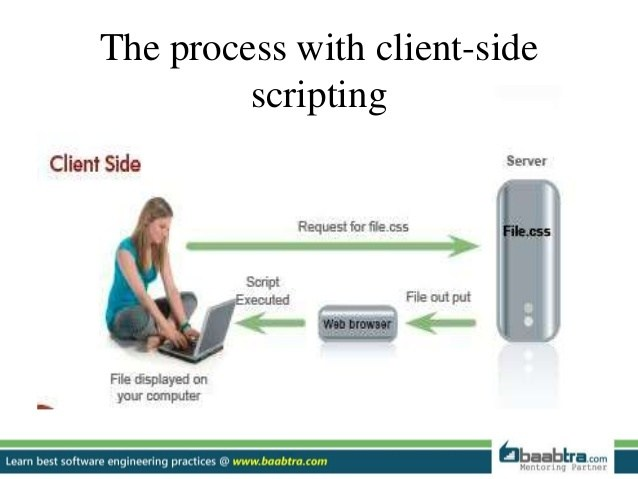 The process with client-side
scripting
Client Side
Server
Request for file.css
File.css
Script
Executed
Web browser
File out put
File displayed on
your computer
Learn best software engineering practices @ www.baabtra.com
baabtra.com
Mentoring Partner